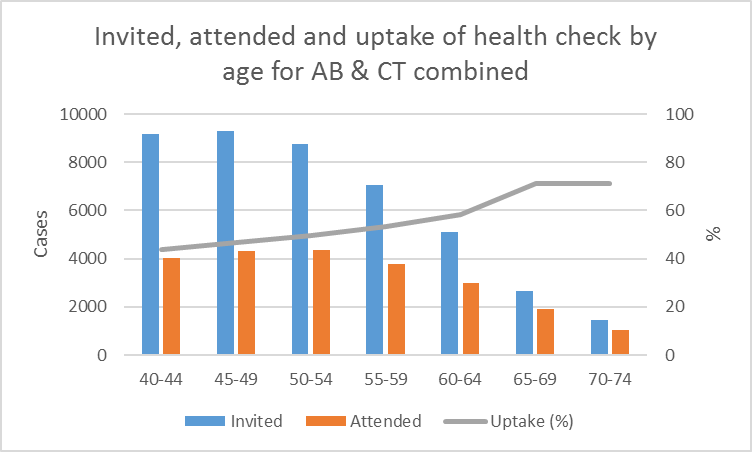 Invited, attended and uptake of health check by
age for AB & CT combined
10000
8000
6000
4000
2000
0
Cases
100
80
60
40
20
0
%
40-44 45-49 50-54 55-59 60-64 65-69 70-74
Invited Attended Uptake (%)